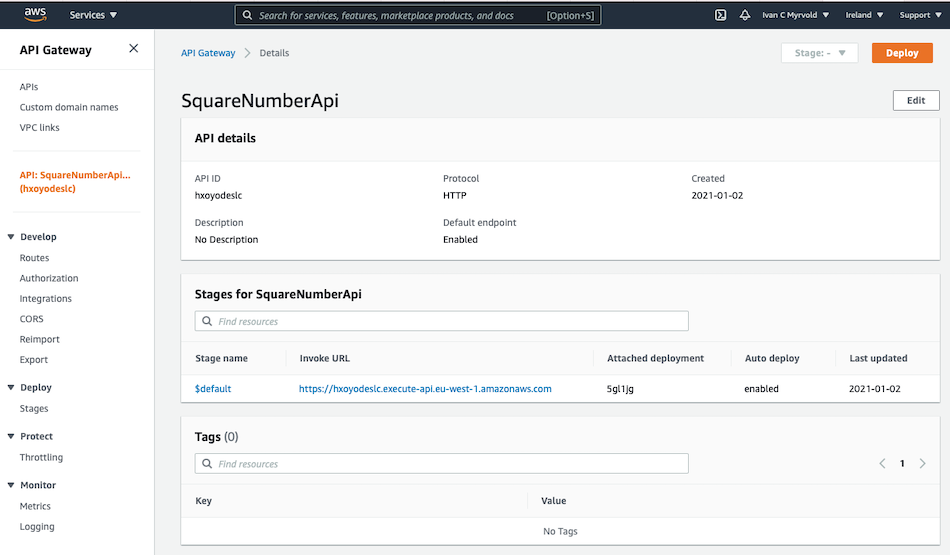 aws
Services
Search for services, features, marketplace products, and docs [Option+S]
Ivan C Myrvold
Ireland
Support
API Gateway
APIs
Custom domain names
VPC links
API: SquareNumberApi...
(hxoyodeslc)
Develop
Routes
Authorization
Integrations
CORS
Reimport
Export
Deploy
Stages
Protect
Throttling
Monitor
Metrics
Logging
API Gateway > Details
Stage: -
Deploy
SquareNumberApi
Edit
API details
API ID Protocol Created
hxoyodeslc HTTP 2021-01-02
Description Default endpoint
No Description Enabled
Stages for SquareNumberApi
Find resources
Stage name Invoke URL Attached deployment Auto deploy Last updated
$default https://hxoyodeslc.execute-api.eu-west-1.amazonaws.com 5gl1jg enabled 2021-01-02
Tags (0)
Find resources
1
Key Value
No Tags